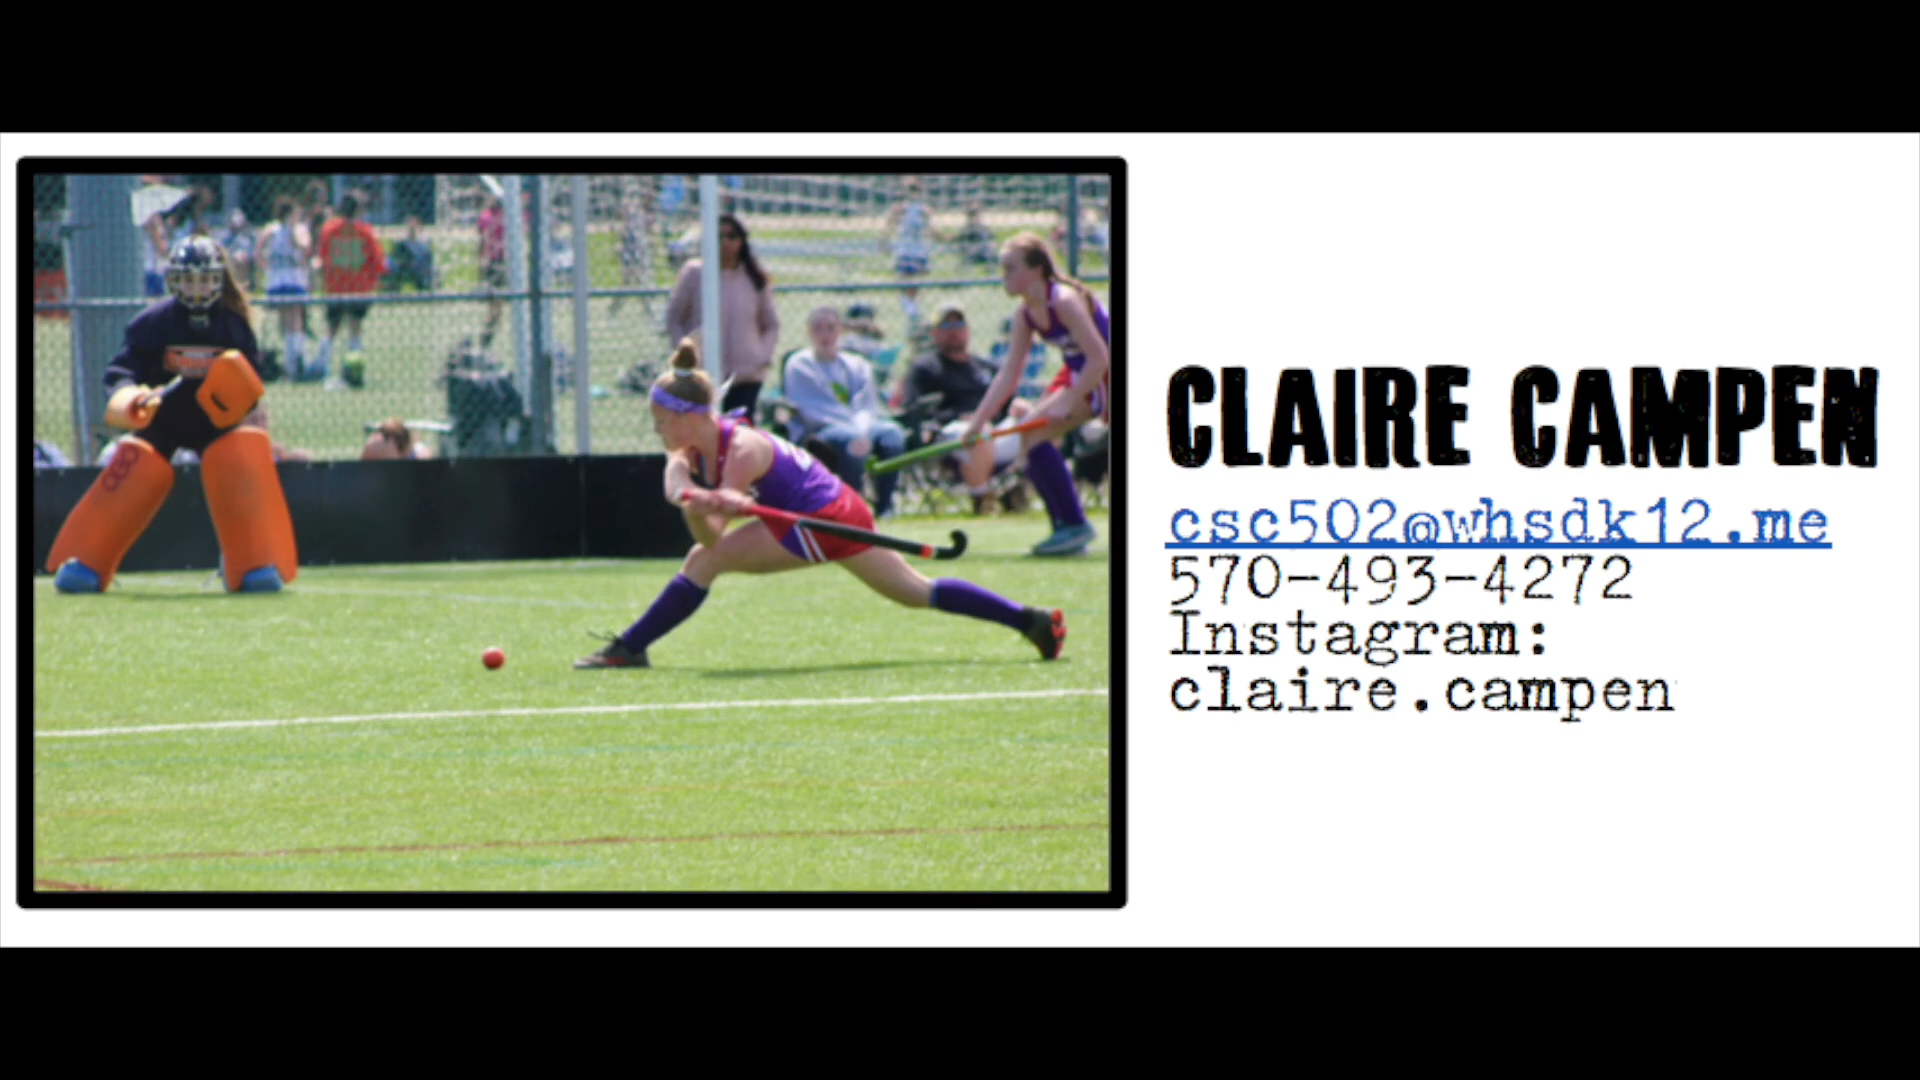 CLAIRE CAMPEN
csc502@whsdk12.me
570-493-4272
Instagram:
claire.campen